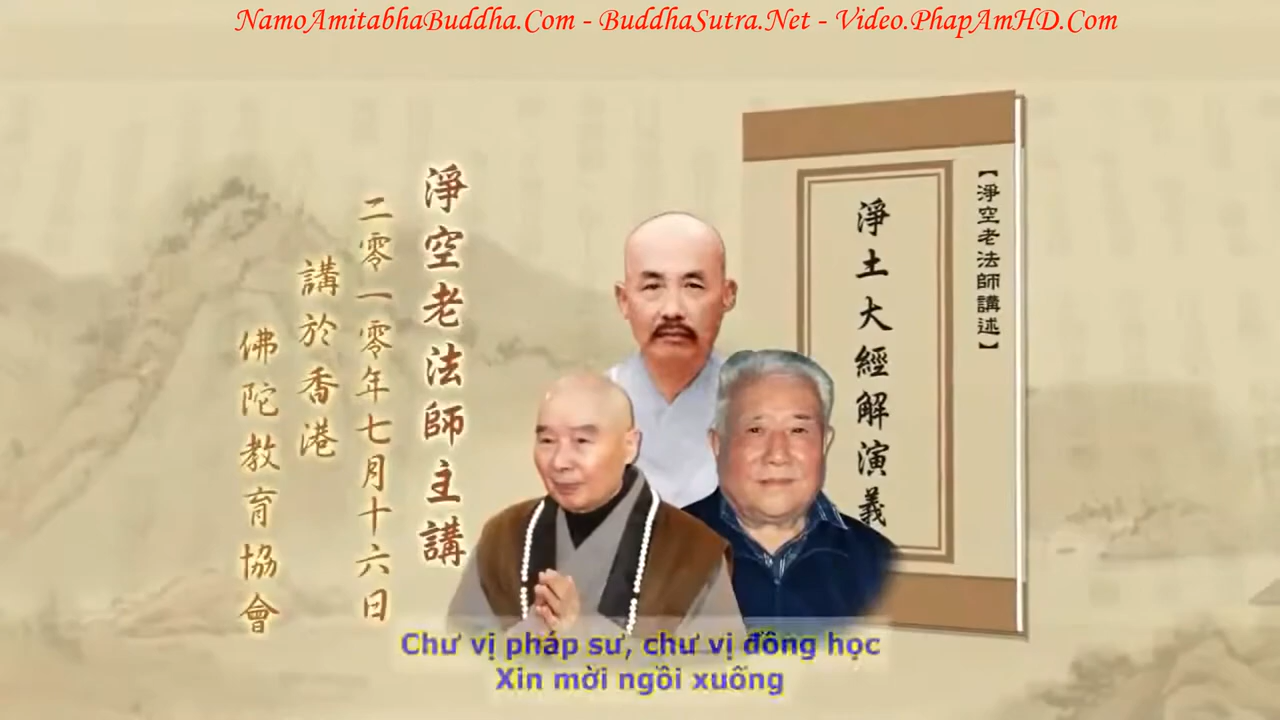 NamoAmitabhaBuddha.Com - BuddhaSutra.Net - Video.PhapAmHD.Com
【淨空老法師講述】
淨土大經解演義
淨空老法師主講
二零一零年七月十六日
講於香港
佛陀教育協會
Chư vị pháp sư, chư vị đồng học
Xin mời ngồi xuống